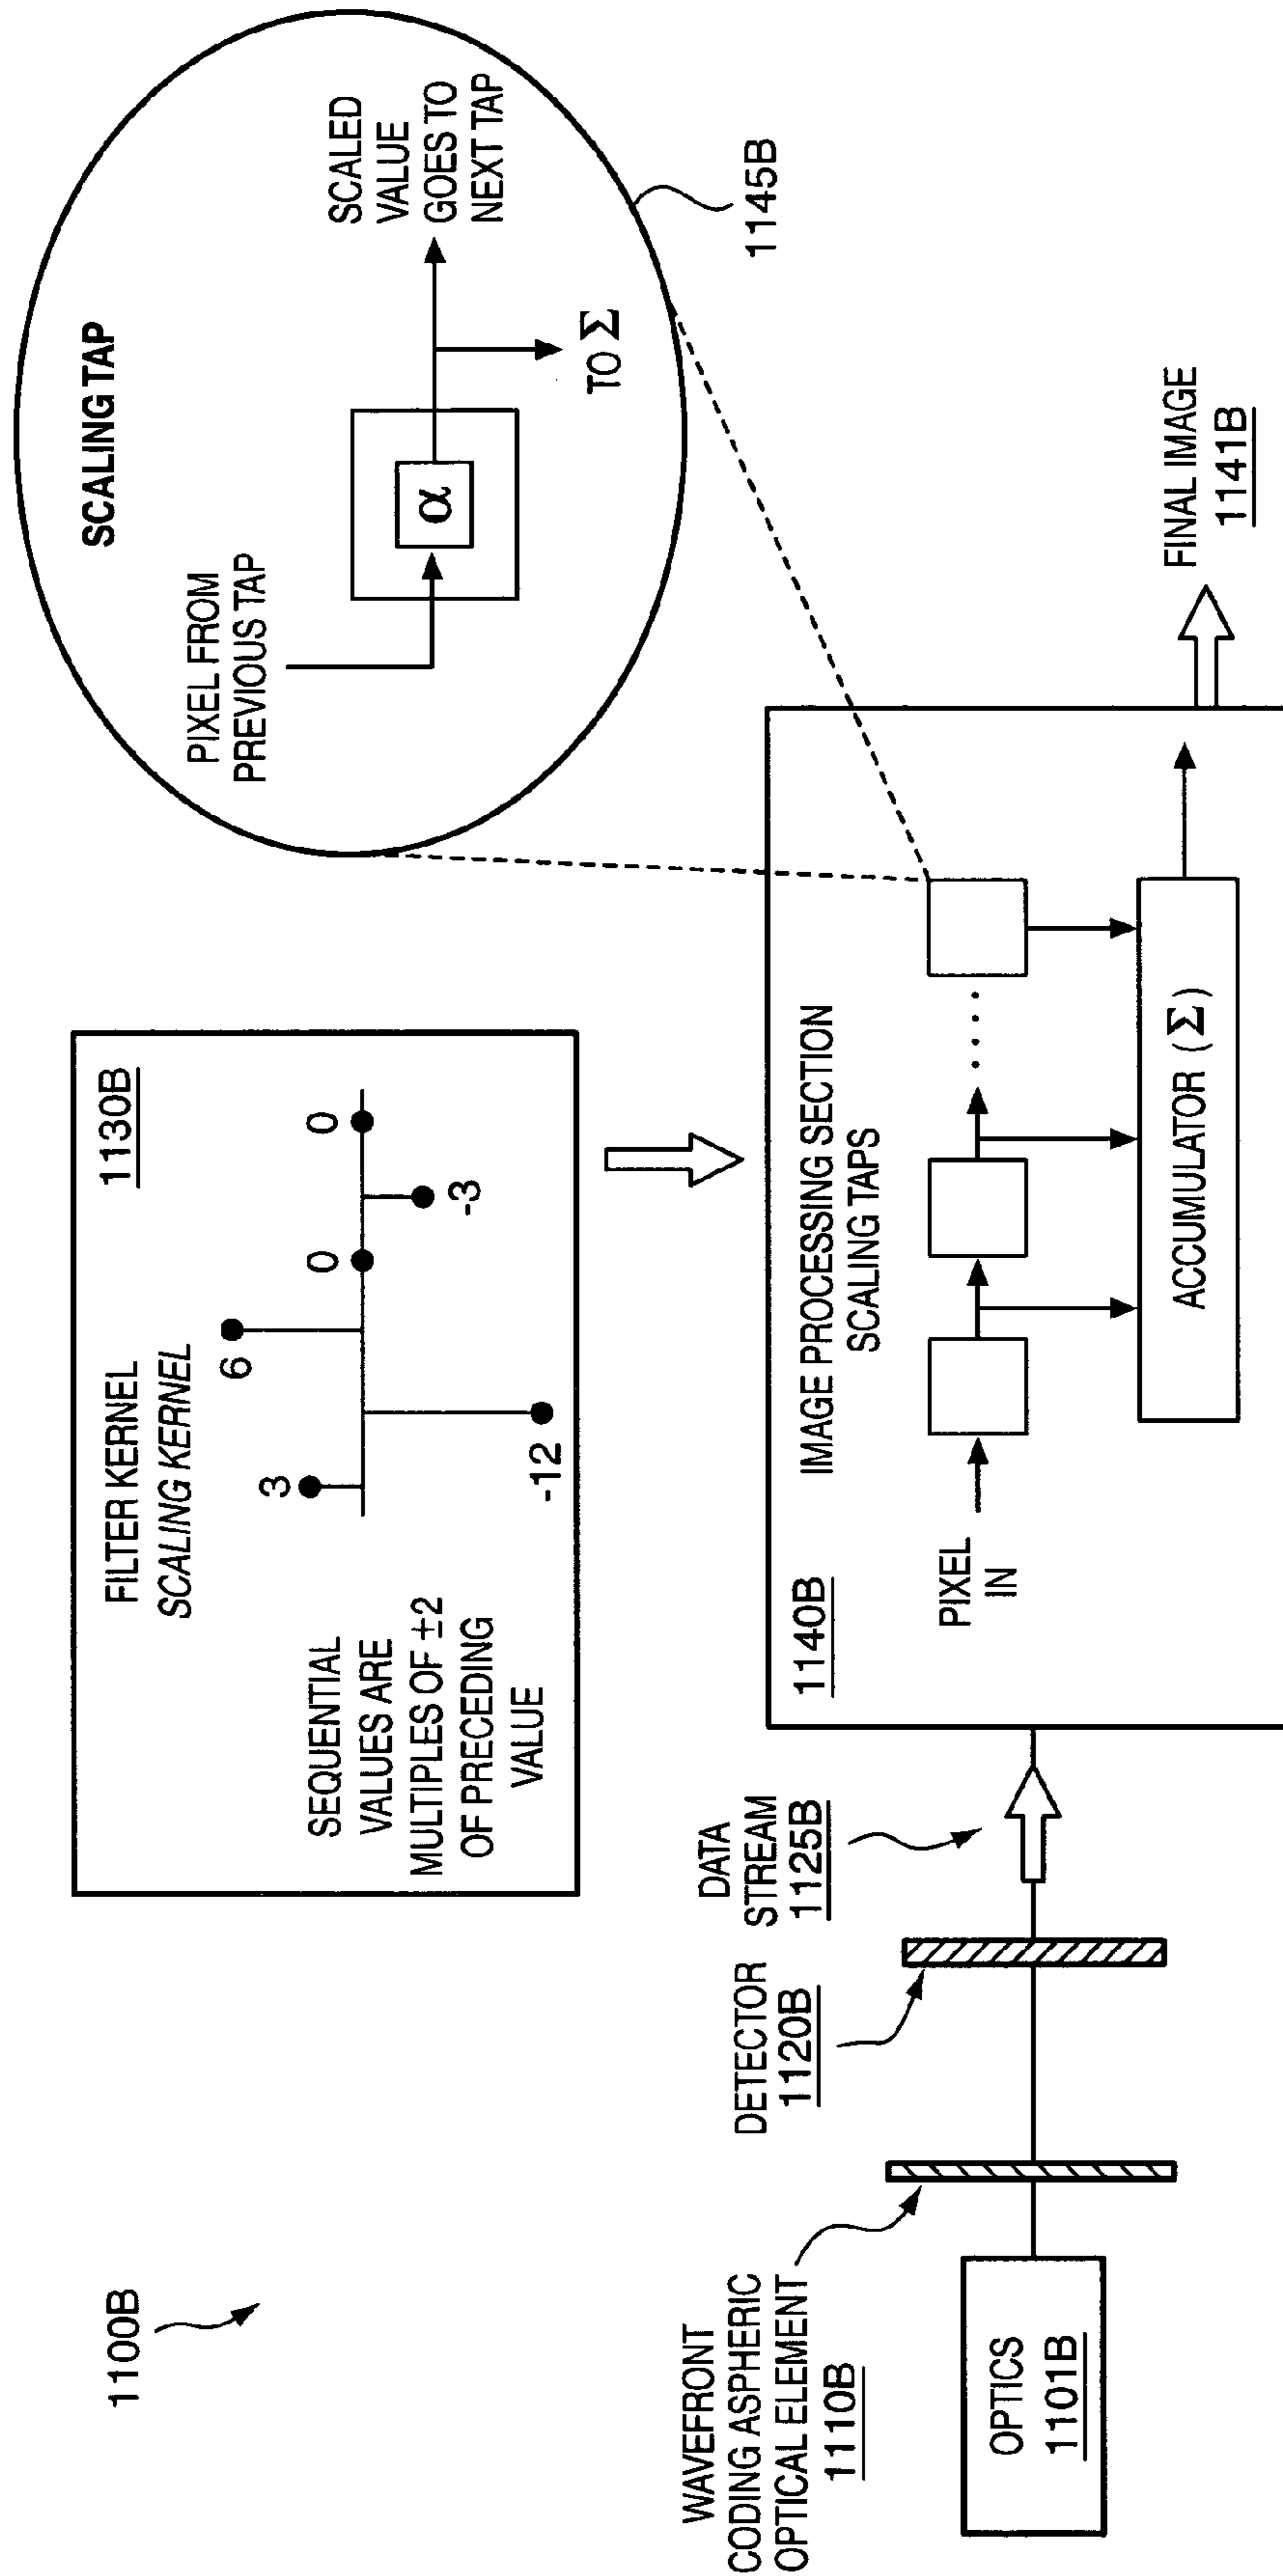 1100B
FILTER KERNEL
SCALING KERNEL
1130B
SEQUENTIAL
VALUES ARE
MULTIPLES OF ±2
OF PRECEDING
VALUE
3
-12
6
0
-3
0
SCALING TAP
PIXEL FROM
PREVIOUS TAP
α
SCALED
VALUE
GOES TO
NEXT TAP
TO Σ
1145B
WAVEFRONT
CODING ASPHERIC
OPTICAL ELEMENT
1110B
OPTICS
1101B
DETECTOR
1120B
DATA
STREAM
1125B
1140B
IMAGE PROCESSING SECTION
SCALING TAPS
PIXEL
IN
ACCUMULATOR (Σ)
FINAL IMAGE
1141B